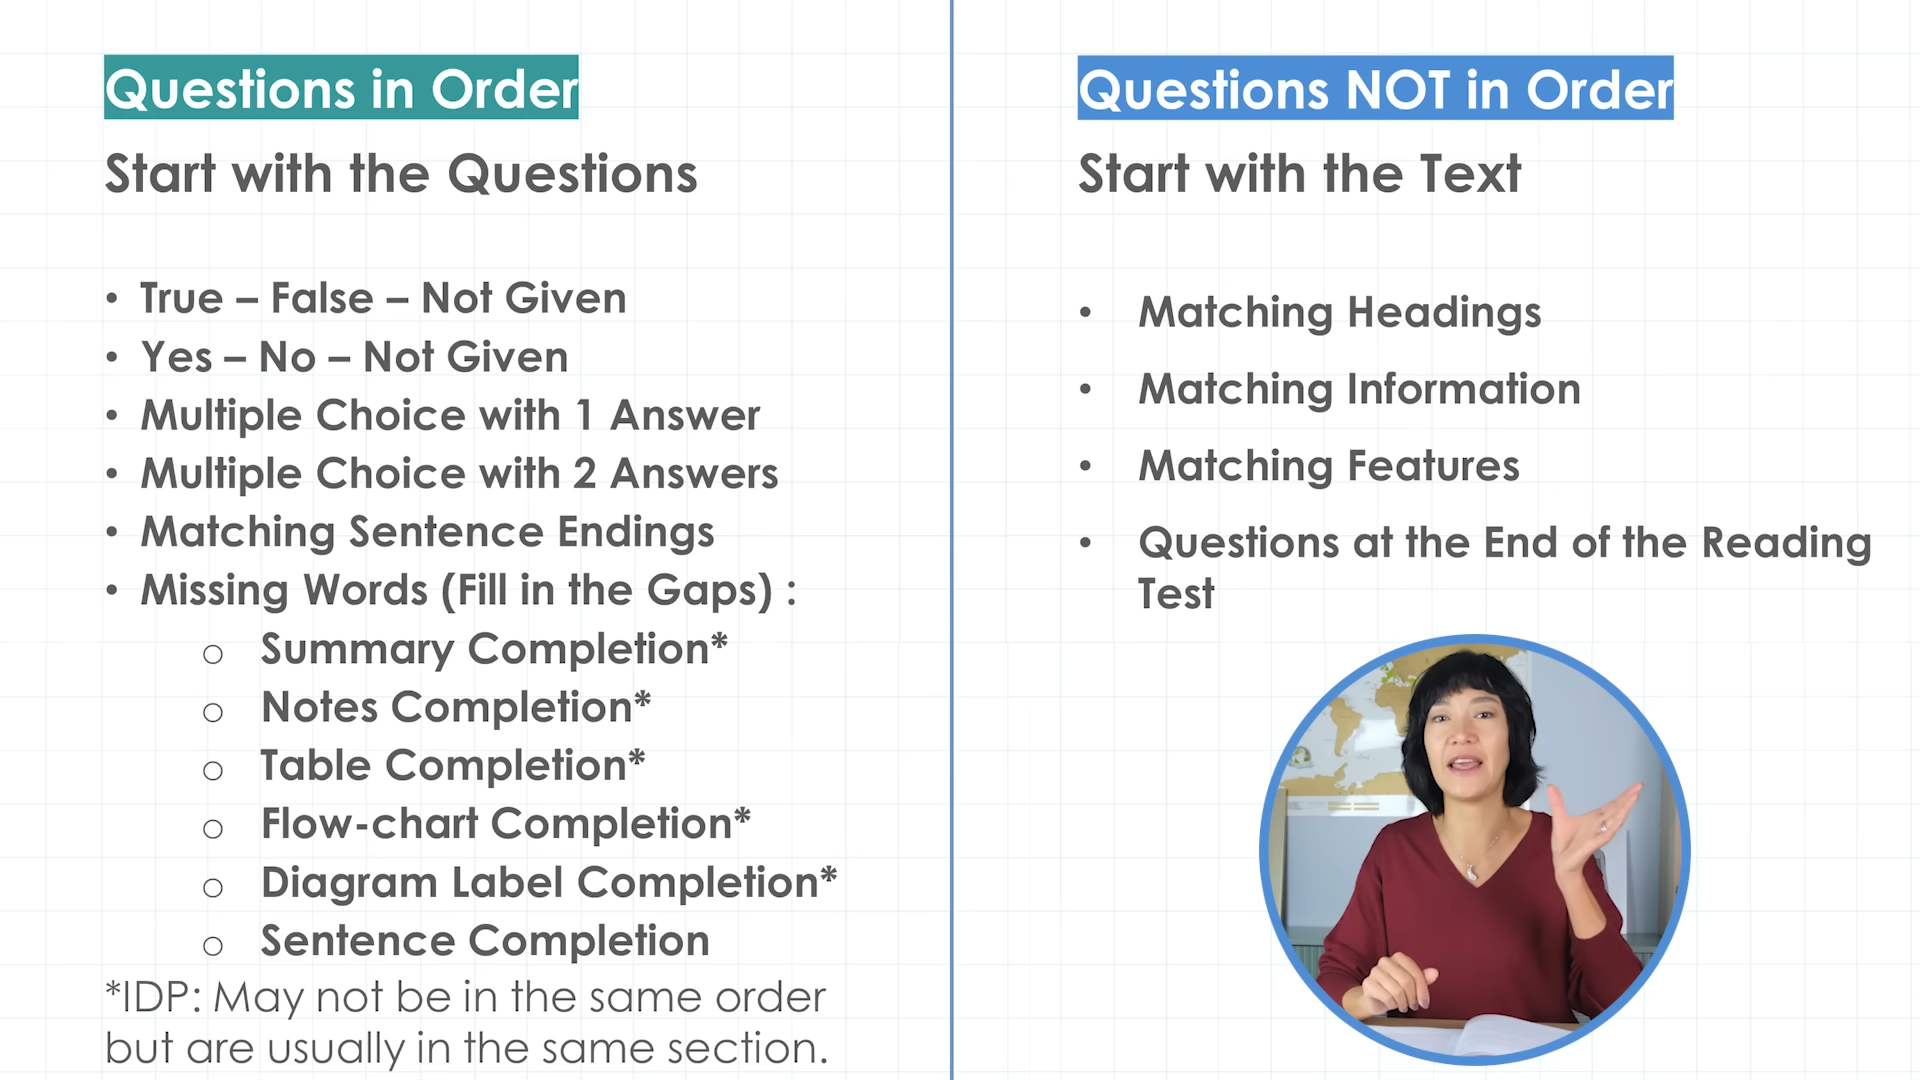 Questions in Order
Start with the Questions
• True – False – Not Given
• Yes – No – Not Given
• Multiple Choice with 1 Answer
• Multiple Choice with 2 Answers
• Matching Sentence Endings
• Missing Words (Fill in the Gaps) :
o Summary Completion*
o Notes Completion*
o Table Completion*
o Flow-chart Completion*
o Diagram Label Completion*
o Sentence Completion
*IDP: May not be in the same order
but are usually in the same section.
Questions NOT in Order
Start with the Text
• Matching Headings
• Matching Information
• Matching Features
• Questions at the End of the Reading
Test